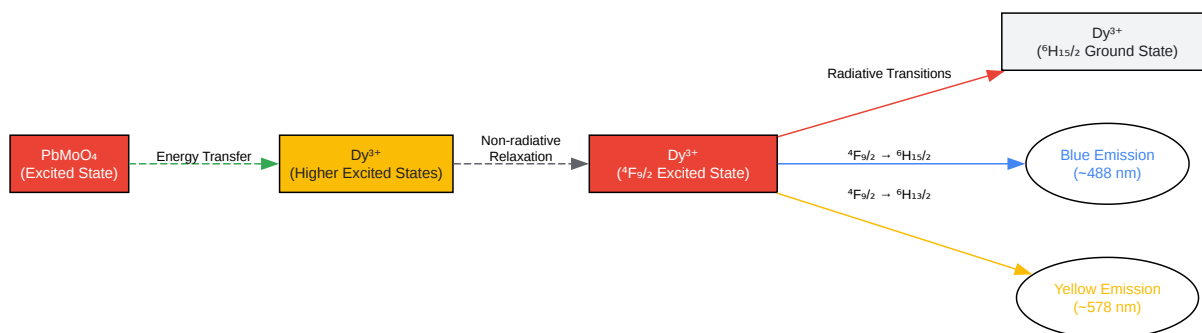 PbMoO₄
(Excited State)
Energy Transfer
Dy³⁺
(Higher Excited States)
Non-radiative
Relaxation
Dy³⁺
(⁴F₉/₂ Excited State)
Radiative Transitions
Dy³⁺
(⁶H₁₅/₂ Ground State)
⁴F₉/₂ → ⁶H₁₅/₂
Blue Emission
(~488 nm)
⁴F₉/₂ → ⁶H₁₃/₂
Yellow Emission
(~578 nm)